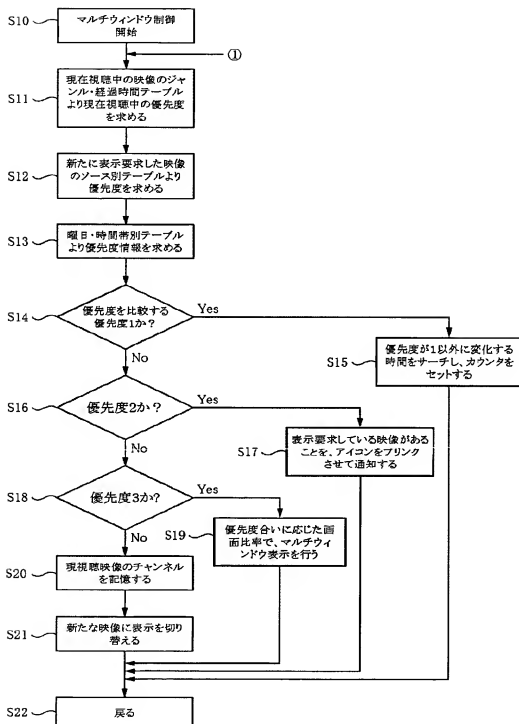 S10
マルチウィンドウ制御
開始
①
S11
現在視聴中の映像のジャ
ンル・経過時間テーブル
より現在視聴中の優先度
を求める
S12
新たに表示要求した映像
のソース別テーブルより
優先度を求める
S13
曜日・時間帯別テーブル
より優先度情報を求める
S14
優先度を比較する
優先度1か?
Yes
No
S15
優先度が1以外に変化する
時間をサーチし、カウンタを
セットする
S16
優先度2か?
Yes
No
S17
表示要求している映像がある
ことを、アイコンをブリンク
させて通知する
S18
優先度3か?
Yes
No
S19
優先度合いに応じた画
面比率で、マルチウィ
ンドウ表示を行う
S20
現視聴映像のチャンネル
を記憶する
S21
新たな映像に表示を切り
替える
S22
戻る